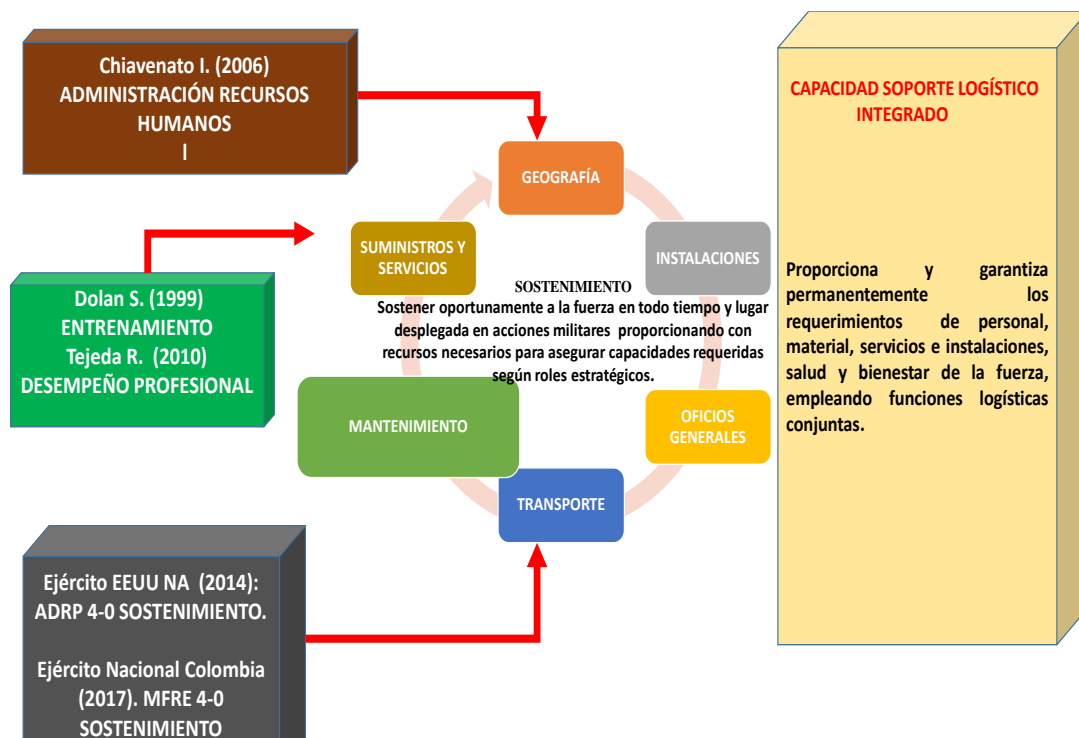 Chiavenato I. (2006)
ADMINISTRACIÓN RECURSOS
HUMANOS
I
Dolan S. (1999)
ENTRENAMIENTO
Tejeda R. (2010)
DESEMPEÑO PROFESIONAL
Ejército EEUU NA (2014):
ADRP 4-0 SOSTENIMIENTO.
Ejército Nacional Colombia
(2017). MFRE 4-0
SOSTENIMIENTO
GEOGRAFÍA
INSTALACIONES
OFICIOS
GENERALES
TRANSPORTE
MANTENIMIENTO
SUMINISTROS Y
SERVICIOS
SOSTENIMIENTO
Sostener oportunamente a la fuerza en todo tiempo y lugar
desplegada en acciones militares proporcionando con
recursos necesarios para asegurar capacidades requeridas
según roles estratégicos.
CAPACIDAD SOPORTE LOGÍSTICO
INTEGRADO
Proporciona y garantiza
permanentemente los
requerimientos de personal,
material, servicios e instalaciones,
salud y bienestar de la fuerza,
empleando funciones logísticas
conjuntas.